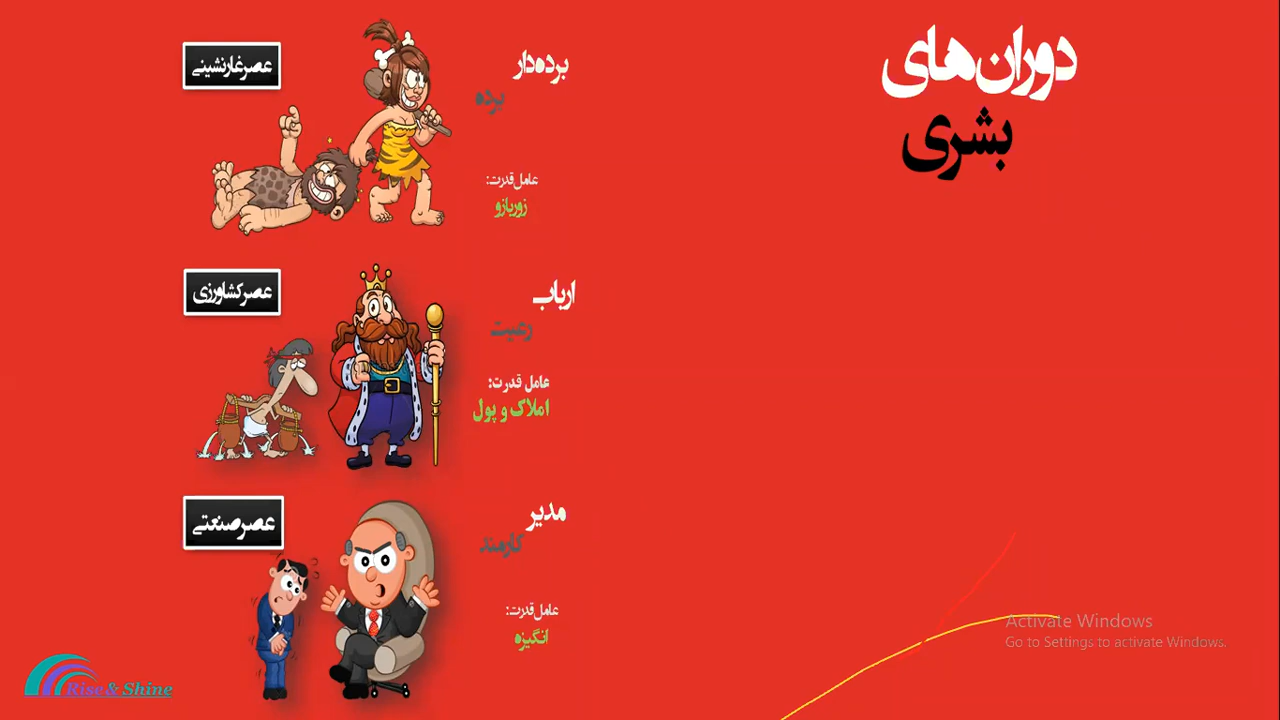 دوران‌های
بشری
عصر غارنشینی
برده‌دار
برده
عامل قدرت:
زور بازو
عصر کشاورزی
ارباب
رعیت
عامل قدرت:
املاک و پول
عصر صنعتی
مدیر
کارمند
عامل قدرت:
انگیزه
Activate Windows
Go to Settings to activate Windows.
Rise & Shine